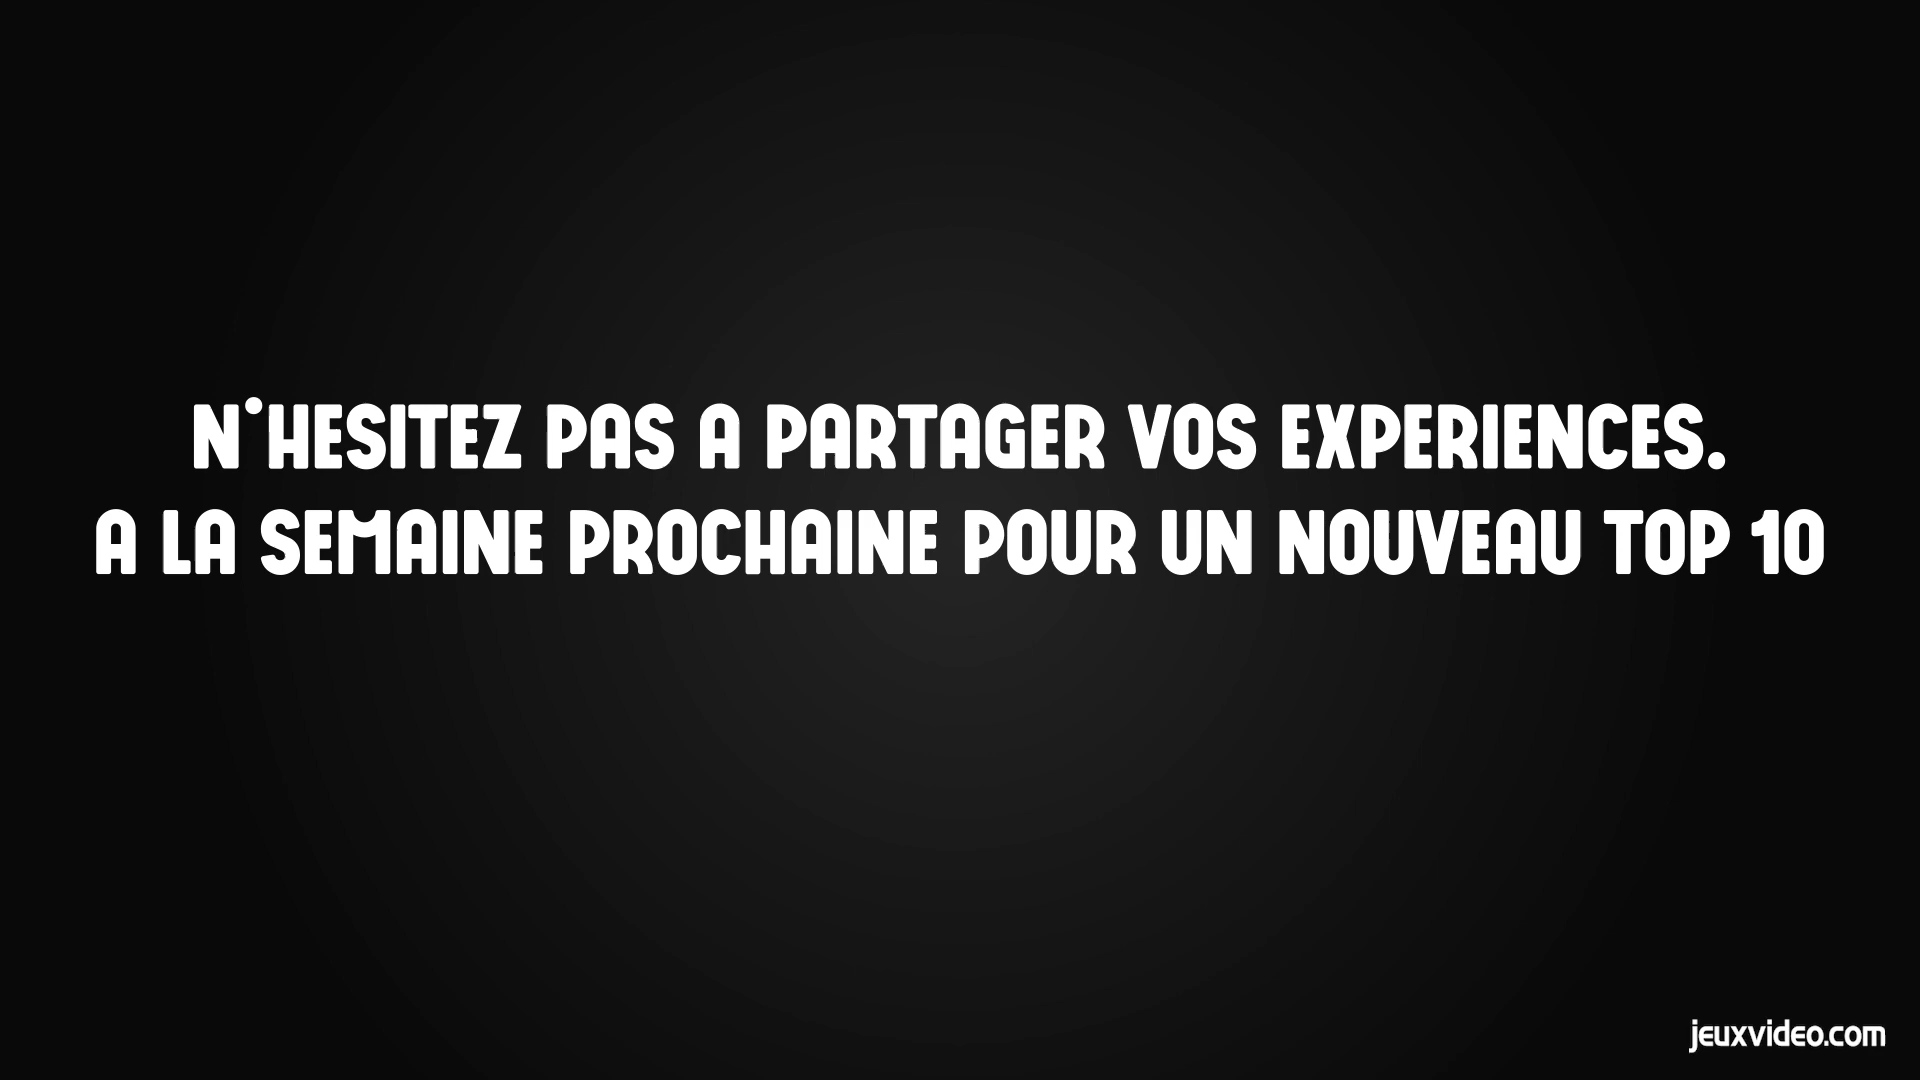 N'HESITEZ PAS A PARTAGER VOS EXPERIENCES.
A LA SEMAINE PROCHAINE POUR UN NOUVEAU TOP 10
jeuxvideo.com